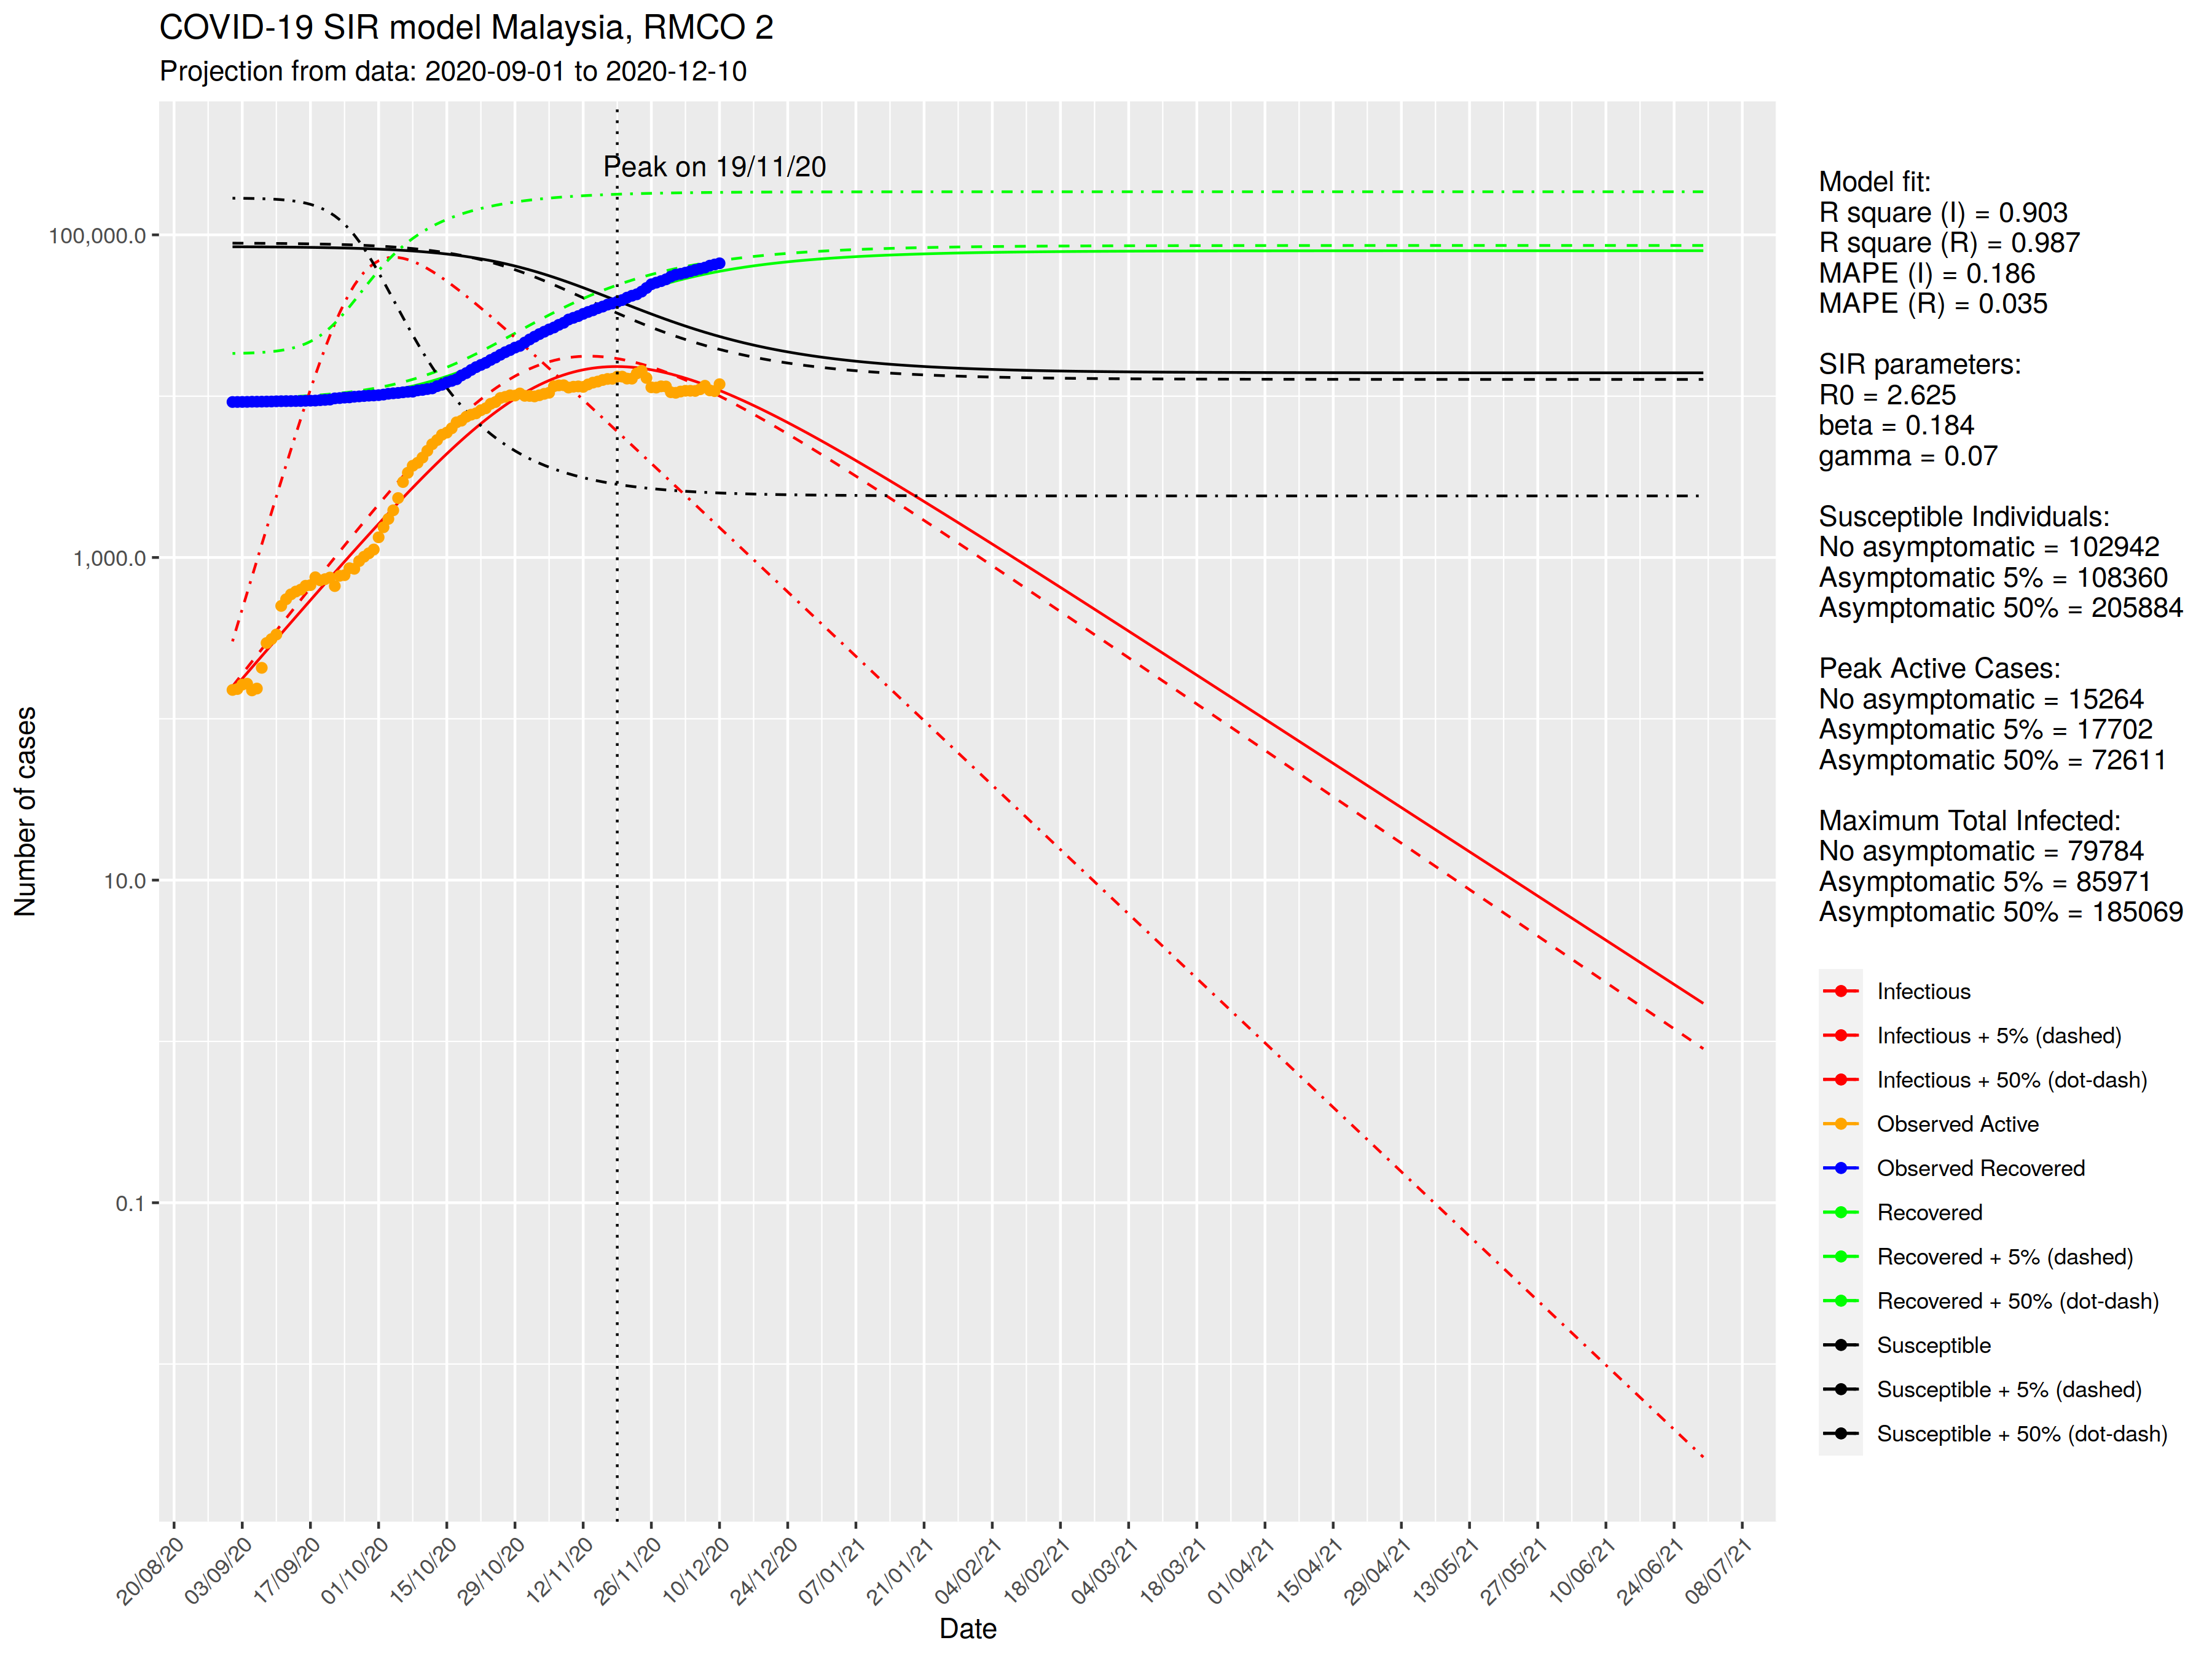 COVID-19 SIR model Malaysia, RMCO 2
Projection from data: 2020-09-01 to 2020-12-10
Peak on 19/11/20
Number of cases
100,000.0
1,000.0
10.0
0.1
20/08/20
03/09/20
17/09/20
01/10/20
15/10/20
29/10/20
12/11/20
26/11/20
10/12/20
24/12/20
07/01/21
21/01/21
04/02/21
18/02/21
04/03/21
18/03/21
01/04/21
15/04/21
29/04/21
13/05/21
27/05/21
10/06/21
24/06/21
08/07/21
Date
Model fit:
R square (I) = 0.903
R square (R) = 0.987
MAPE (I) = 0.186
MAPE (R) = 0.035
SIR parameters:
R0 = 2.625
beta = 0.184
gamma = 0.07
Susceptible Individuals:
No asymptomatic = 102942
Asymptomatic 5% = 108360
Asymptomatic 50% = 205884
Peak Active Cases:
No asymptomatic = 15264
Asymptomatic 5% = 17702
Asymptomatic 50% = 72611
Maximum Total Infected:
No asymptomatic = 79784
Asymptomatic 5% = 85971
Asymptomatic 50% = 185069
Infectious
Infectious + 5% (dashed)
Infectious + 50% (dot-dash)
Observed Active
Observed Recovered
Recovered
Recovered + 5% (dashed)
Recovered + 50% (dot-dash)
Susceptible
Susceptible + 5% (dashed)
Susceptible + 50% (dot-dash)